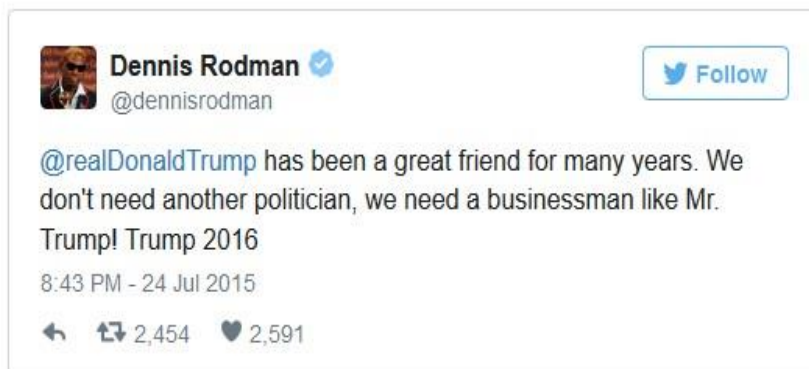 Dennis Rodman
Follow
@dennisrodman
@realDonaldTrump has been a great friend for many years. We
don't need another politician, we need a businessman like Mr.
Trump! Trump 2016
8:43 PM - 24 Jul 2015
2,454 2,591